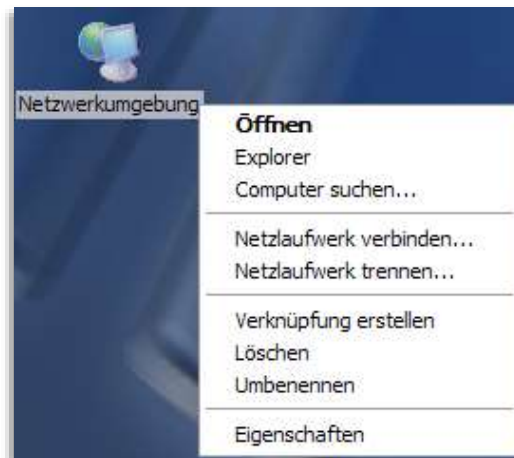 Netzwerkumgebung
Öffnen
Explorer
Computer suchen...
Netzlaufwerk verbinden...
Netzlaufwerk trennen...
Verknüpfung erstellen
Löschen
Umbenennen
Eigenschaften